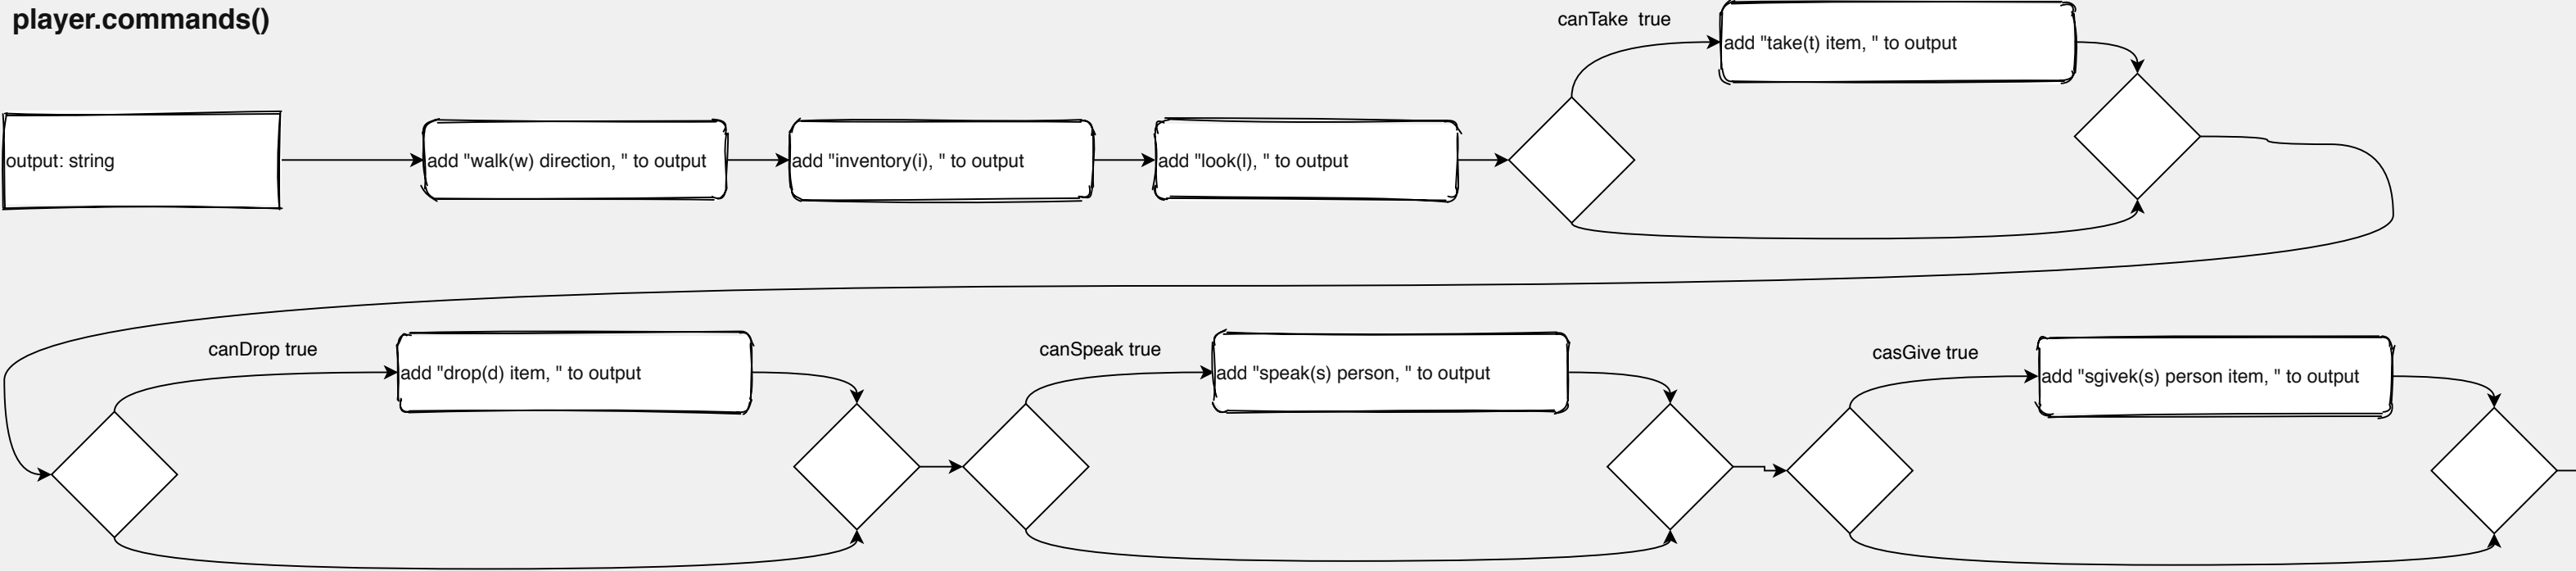 player.commands()
canTake  true
add "take(t) item, " to output
output: string
add "walk(w) direction, " to output
add "inventory(i), " to output
add "look(l), " to output
canDrop true
add "drop(d) item, " to output
canSpeak true
add "speak(s) person, " to output
casGive true
add "sgivek(s) person item, " to output